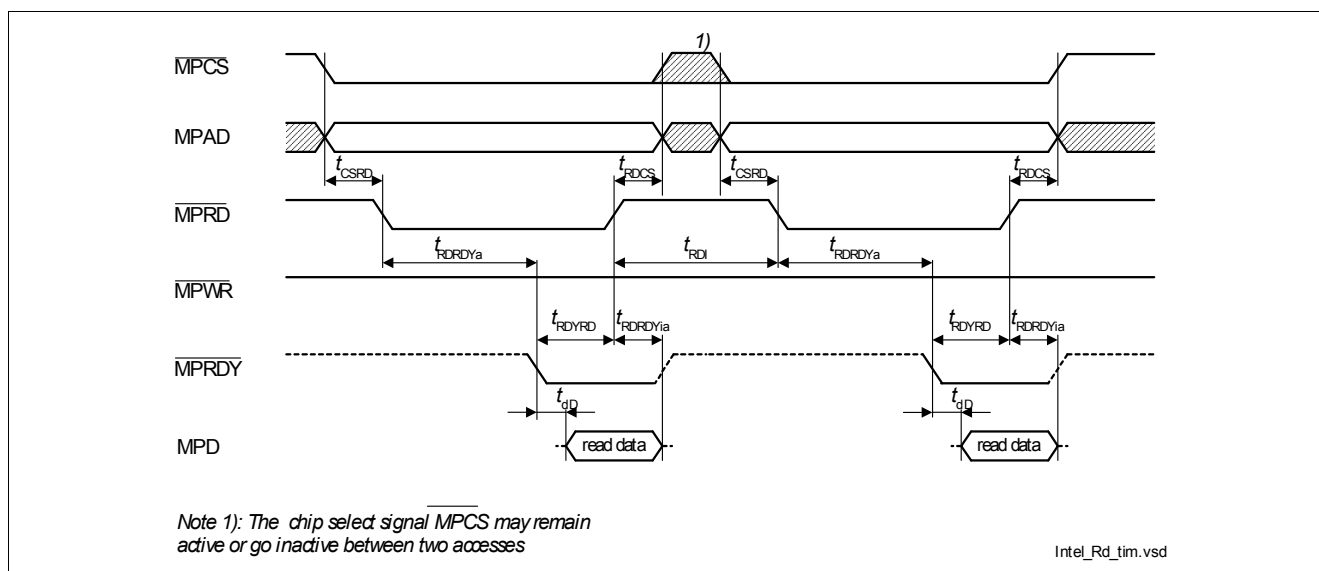 1)
MPCS
MPAD
tCSRD tRDCS tCSRD tRDCS
MPRD
tRDRDYa tRDI tRDRDYa
MPWR
tRDYRD tRDRDYia tRDYRD tRDRDYia
MPRDY
tdD tdD
MPD read data read data
Note 1): The chip select signal MPCS may remain
active or go inactive between two accesses
Intel_Rd_tim.vsd